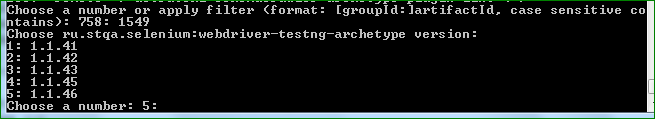 Choose a number or apply filter (format: [groupId:]artifactId, case sensitive co
ntains): 758: 1549
Choose ru.stqa.selenium:webdriver-testng-archetype version:
1: 1.1.41
2: 1.1.42
3: 1.1.43
4: 1.1.45
5: 1.1.46
Choose a number: 5: